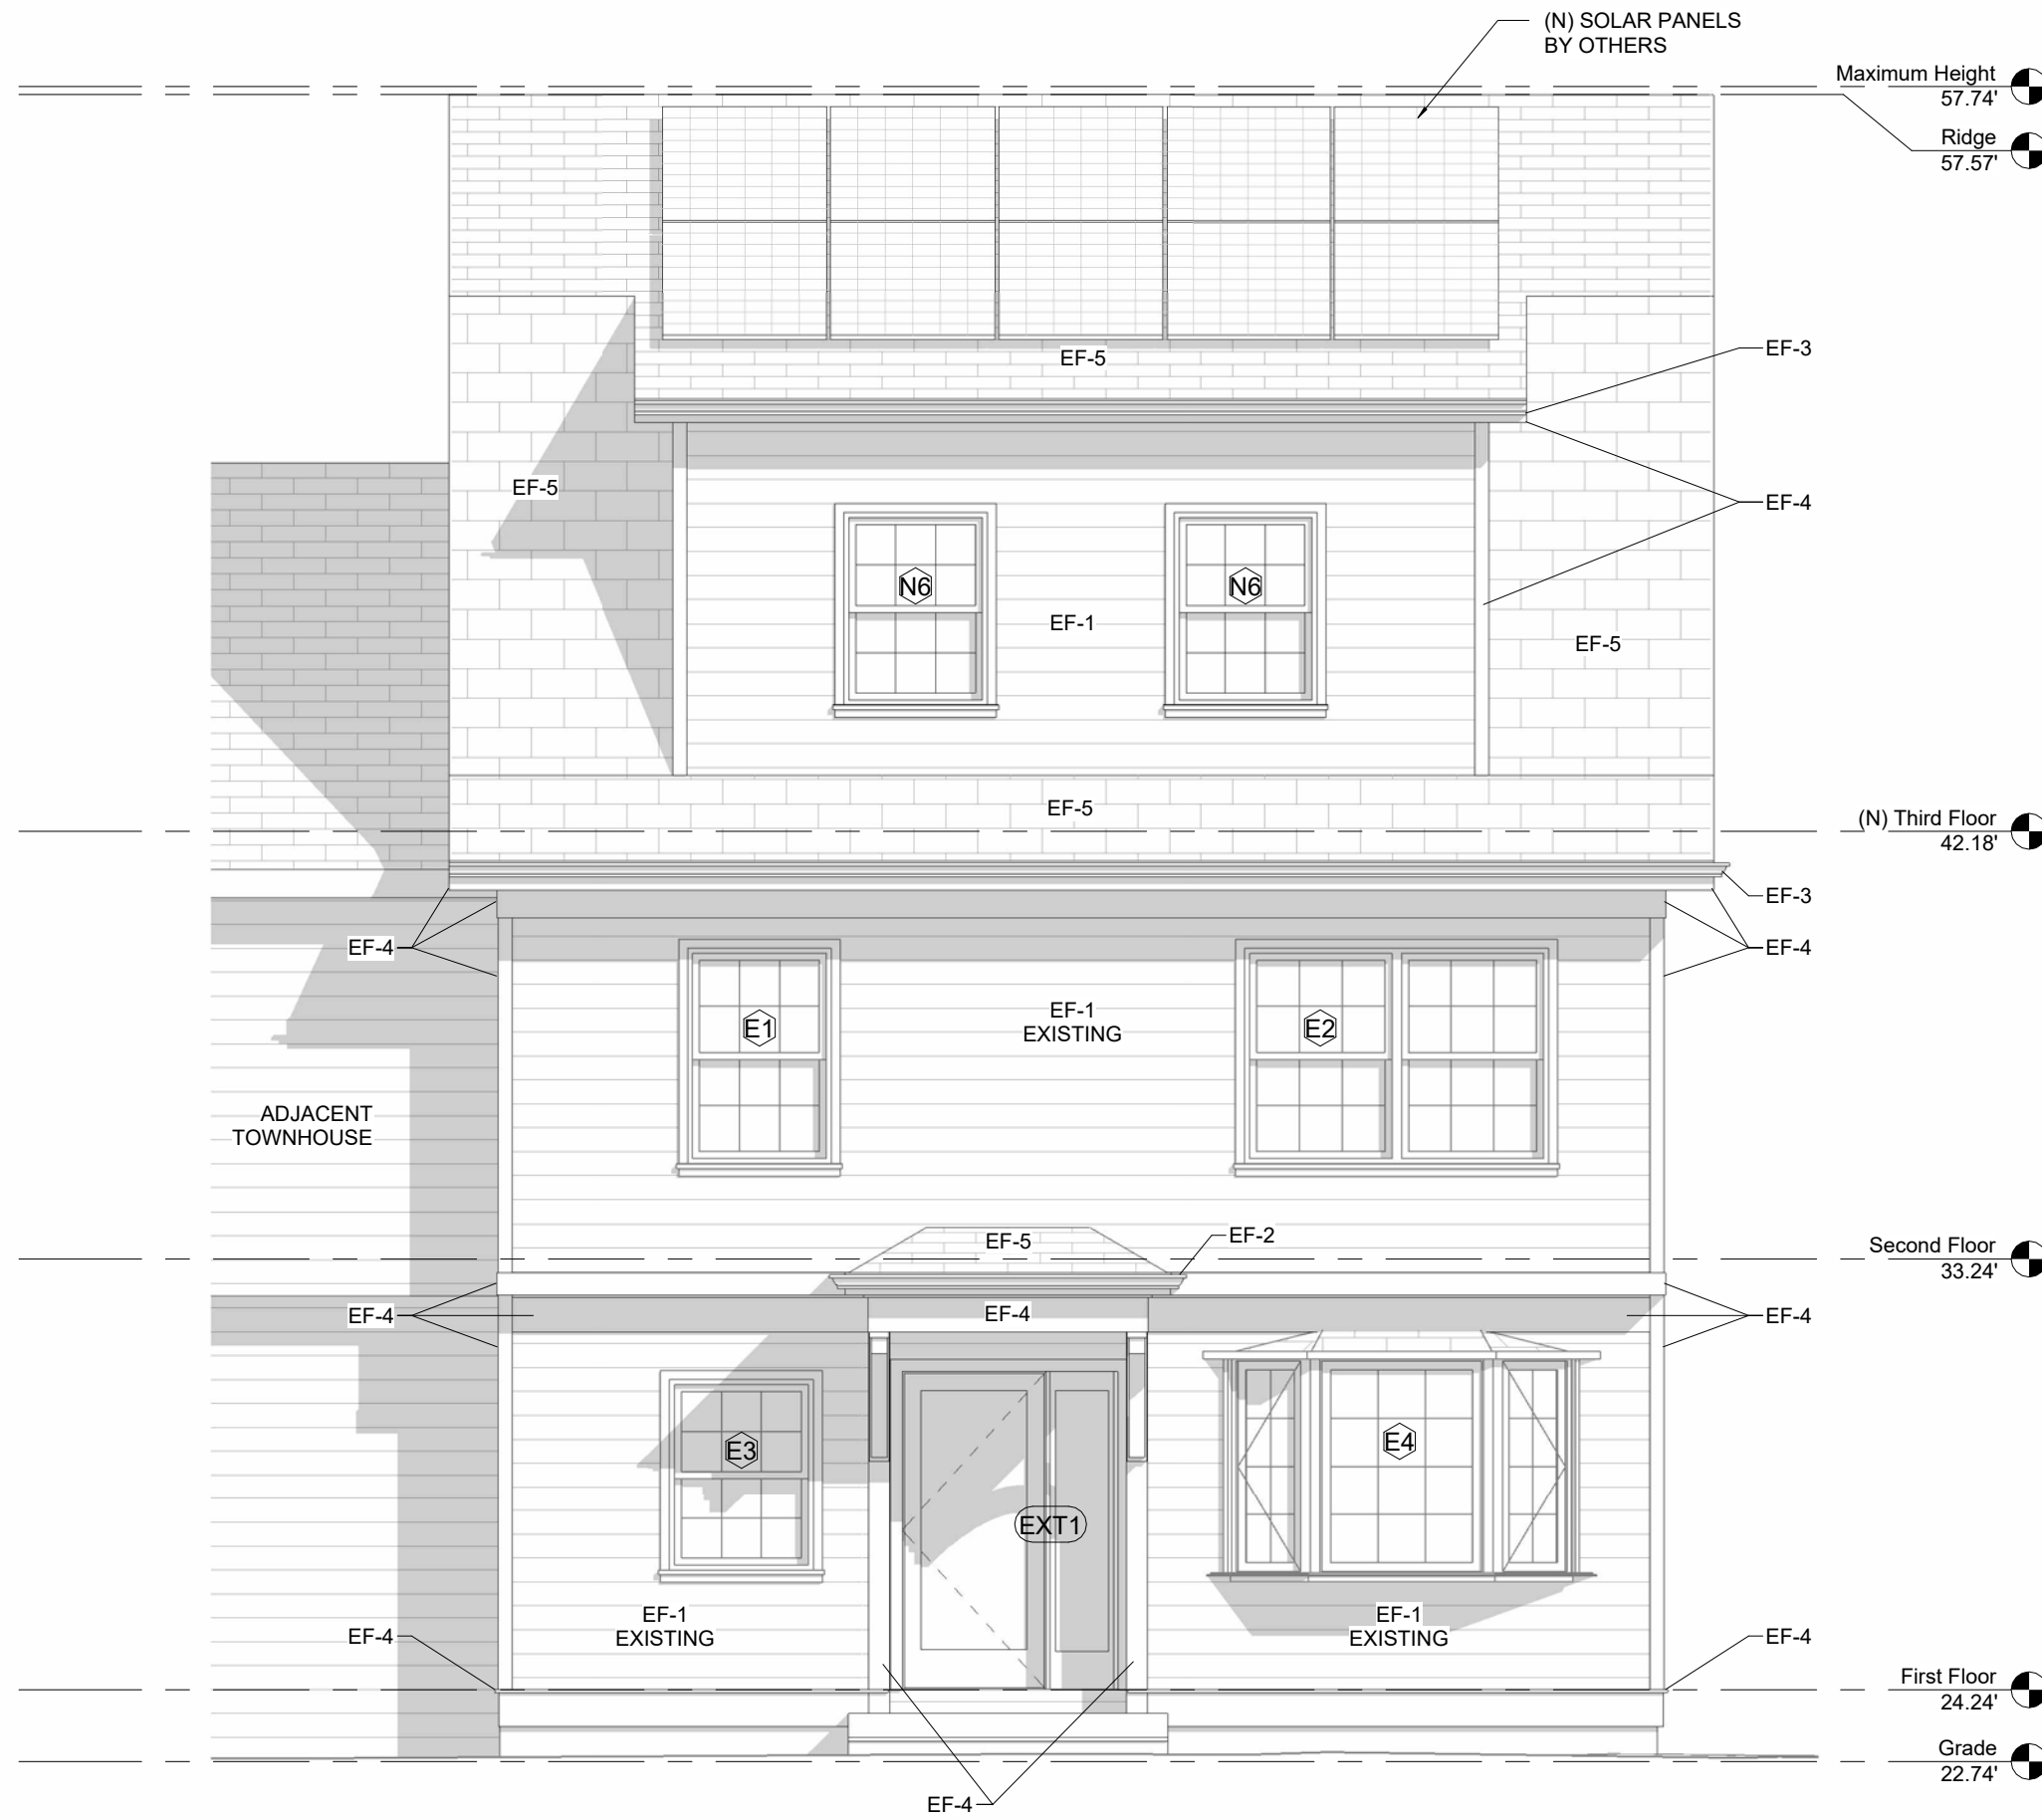 (N) SOLAR PANELS
BY OTHERS
Maximum Height
57.74'
Ridge
57.57'
EF-3
EF-5
EF-5
EF-4
N6
N6
EF-1
EF-5
EF-5
(N) Third Floor
42.18'
EF-3
EF-4
EF-4
E1
EF-1
EXISTING
E2
ADJACENT
TOWNHOUSE
EF-5
EF-2
Second Floor
33.24'
EF-4
EF-4
EF-4
E3
E4
EXT1
EF-1
EXISTING
EF-1
EXISTING
EF-4
EF-4
First Floor
24.24'
Grade
22.74'
EF-4